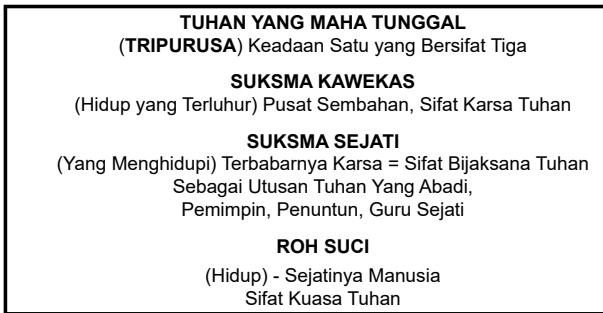 TUHAN YANG MAHA TUNGGAL
(TRIPURUSA) Keadaan Satu yang Bersifat Tiga
SUKSMA KAWEKAS
(Hidup yang Terluhur) Pusat Sembahan, Sifat Karsa Tuhan
SUKSMA SEJATI
(Yang Menghidupi) Terbabarnya Karsa = Sifat Bijaksana Tuhan
Sebagai Utusan Tuhan Yang Abadi,
Pemimpin, Penuntun, Guru Sejati
ROH SUCI
(Hidup) - Sejatinya Manusia
Sifat Kuasa Tuhan